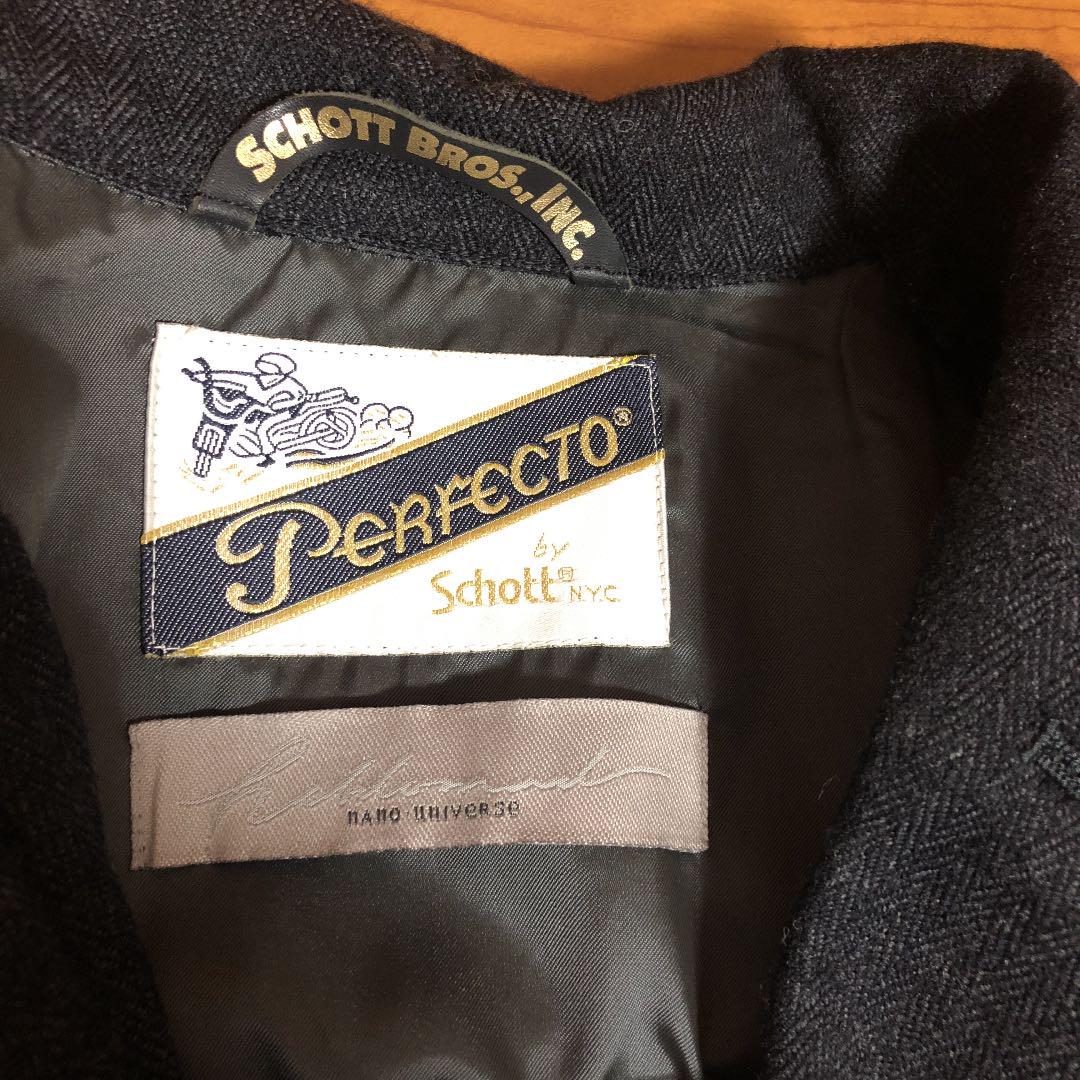 SCHOTT BROS., INC.
PERFECTO®
by
Schott® N.Y.C.
nano·universe